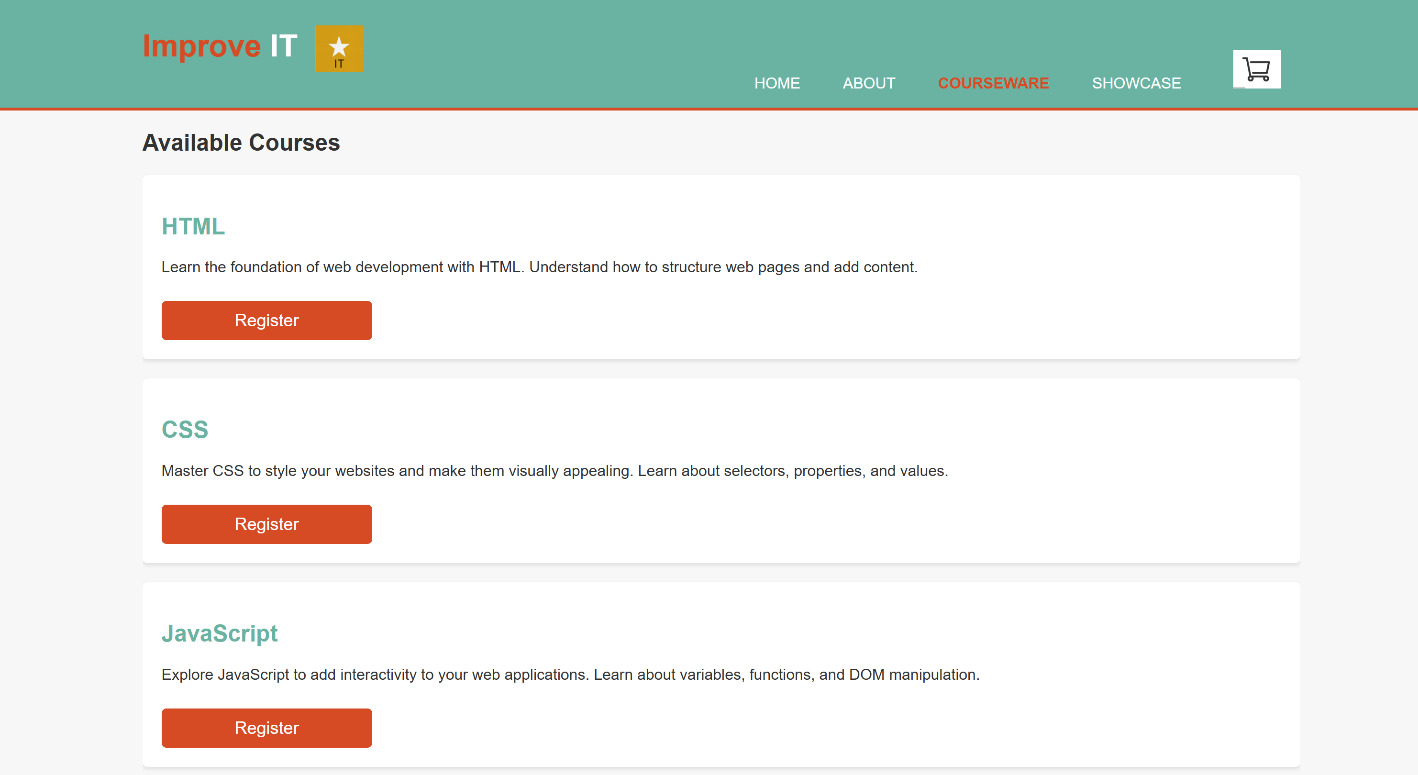 Improve IT
IT
HOME ABOUT COURSEWARE SHOWCASE
Available Courses
HTML
Learn the foundation of web development with HTML. Understand how to structure web pages and add content.
Register
CSS
Master CSS to style your websites and make them visually appealing. Learn about selectors, properties, and values.
Register
JavaScript
Explore JavaScript to add interactivity to your web applications. Learn about variables, functions, and DOM manipulation.
Register